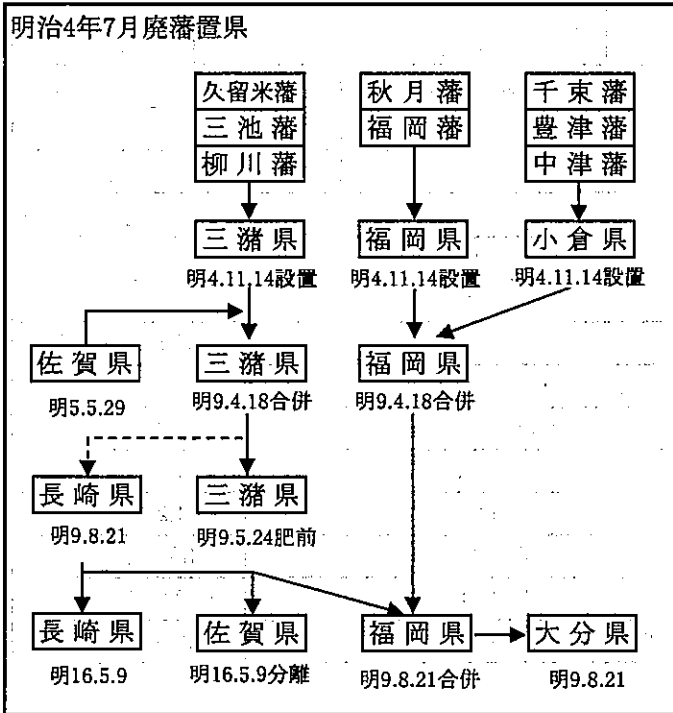 明治4年7月廃藩置県
久留米藩 秋月藩 千束藩
三池藩 福岡藩 豊津藩
柳川藩 中津藩
三潴県 福岡県 小倉県
明4.11.14設置 明4.11.14設置 明4.11.14設置
佐賀県 三潴県 福岡県
明5.5.29 明9.4.18合併 明9.4.18合併
長崎県 三潴県
明9.8.21 明9.5.24肥前
長崎県 佐賀県 福岡県 大分県
明16.5.9 明16.5.9分離 明9.8.21合併 明9.8.21